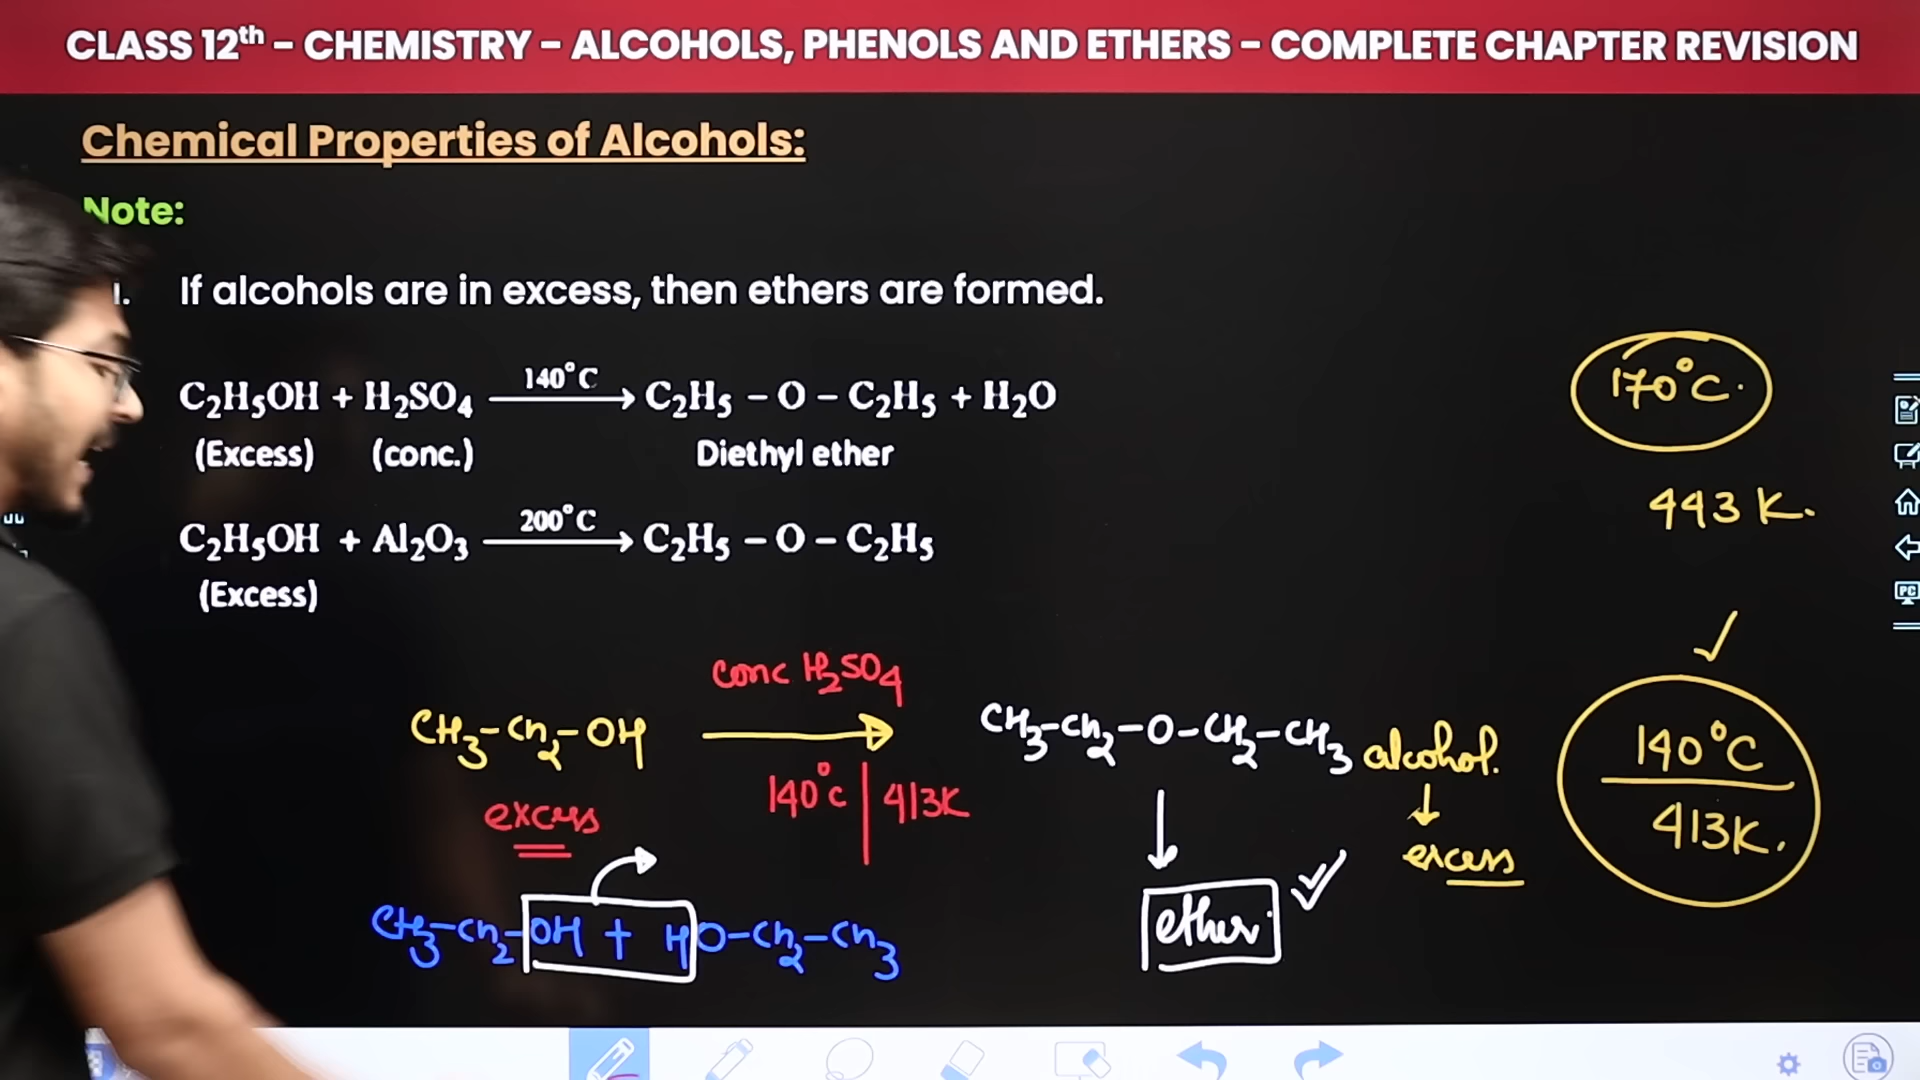 CLASS 12th – CHEMISTRY – ALCOHOLS, PHENOLS AND ETHERS – COMPLETE CHAPTER REVISION
Chemical Properties of Alcohols:
Note:
If alcohols are in excess, then ethers are formed.
C₂H₅OH + H₂SO₄ ——140°C——→ C₂H₅ – O – C₂H₅ + H₂O
(Excess) (conc.) Diethyl ether
170°C.
443 K.
C₂H₅OH + Al₂O₃ ——200°C——→ C₂H₅ – O – C₂H₅
(Excess)
conc H₂SO₄
CH₃–CH₂–OH ——→ CH₃–CH₂–O–CH₂–CH₃
140°C | 413K
excess
alcohol.
↓
excess
140°C
413K.
CH₃–CH₂–OH + HO–CH₂–CH₃
ether.
PC